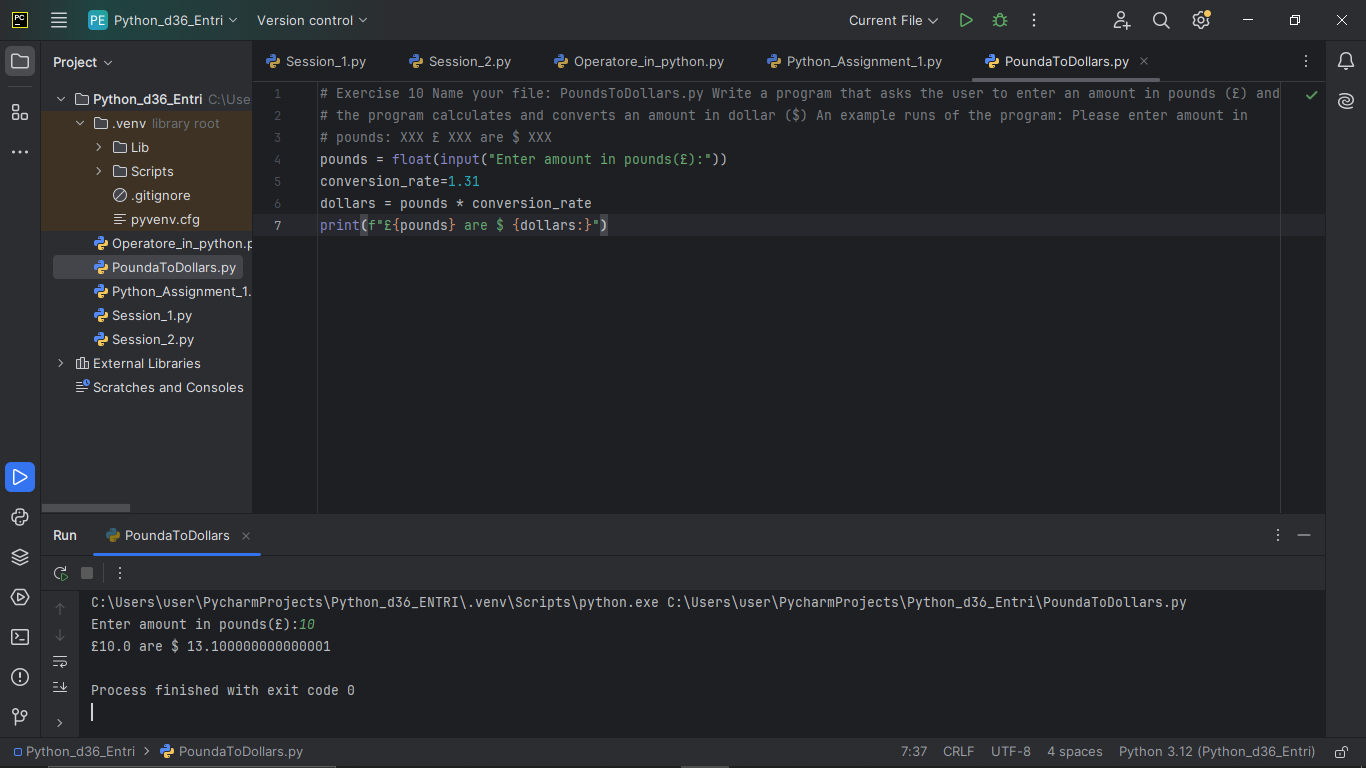 PC
PE Python_d36_Entri Version control Current File
Project
Session_1.py Session_2.py Operatore_in_python.py Python_Assignment_1.py PoundaToDollars.py
Python_d36_Entri C:\Use
.venv library root
Lib
Scripts
.gitignore
pyvenv.cfg
Operatore_in_python.p
PoundaToDollars.py
Python_Assignment_1.
Session_1.py
Session_2.py
External Libraries
Scratches and Consoles
1 # Exercise 10 Name your file: PoundsToDollars.py Write a program that asks the user to enter an amount in pounds (£) and
2 # the program calculates and converts an amount in dollar ($) An example runs of the program: Please enter amount in
3 # pounds: XXX £ XXX are $ XXX
4 pounds = float(input("Enter amount in pounds(£):"))
5 conversion_rate=1.31
6 dollars = pounds * conversion_rate
7 print(f"£{pounds} are $ {dollars:}")
Run PoundaToDollars
C:\Users\user\PycharmProjects\Python_d36_ENTRI\.venv\Scripts\python.exe C:\Users\user\PycharmProjects\Python_d36_Entri\PoundaToDollars.py
Enter amount in pounds(£):10
£10.0 are $ 13.100000000000001
Process finished with exit code 0
Python_d36_Entri PoundaToDollars.py 7:37 CRLF UTF-8 4 spaces Python 3.12 (Python_d36_Entri)